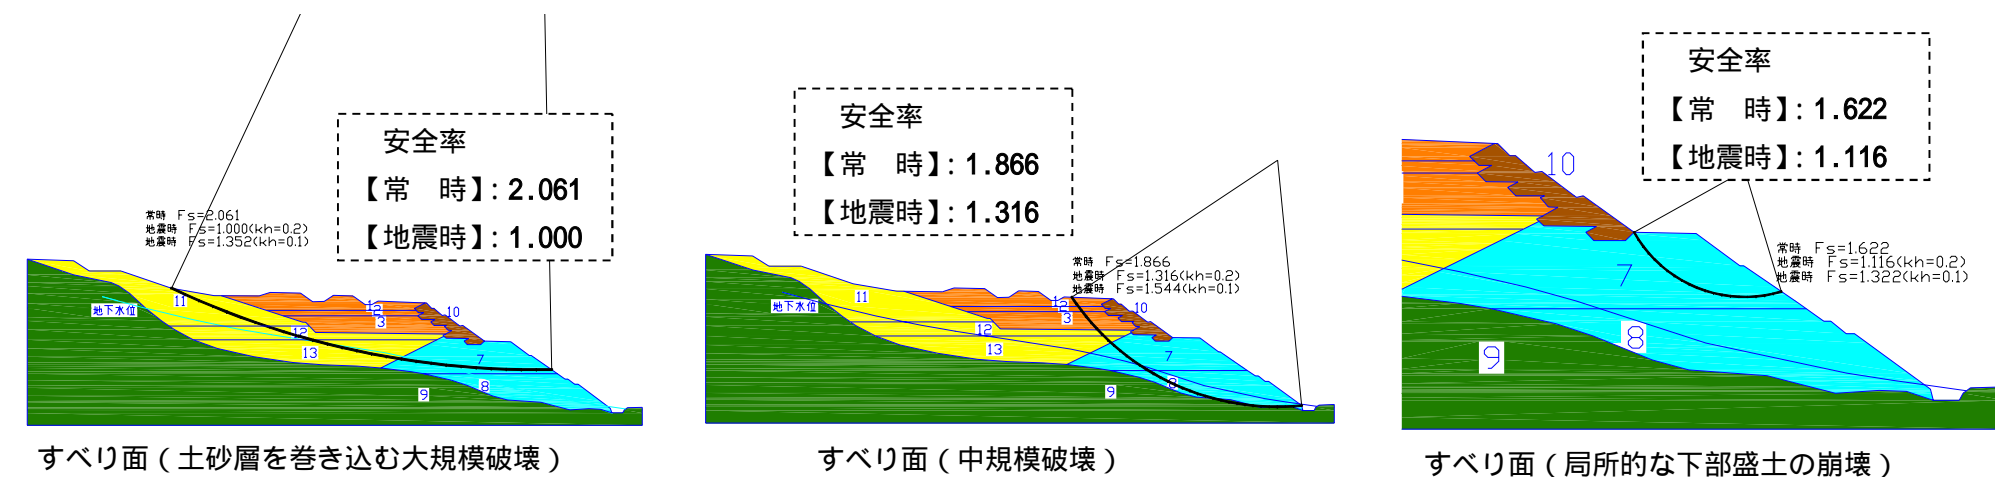 安全率
【常　時】：2.061
【地震時】：1.000
常時 Fs=2.061
地震時 Fs=1.000(kh=0.2)
地震時 Fs=1.352(kh=0.1)
地下水位
11
12
3
10
12
13
7
8
9
すべり面（土砂層を巻き込む大規模破壊）
安全率
【常　時】：1.866
【地震時】：1.316
常時 Fs=1.866
地震時 Fs=1.316(kh=0.2)
地震時 Fs=1.544(kh=0.1)
地下水位
11
12
3
10
12
13
7
8
9
すべり面（中規模破壊）
安全率
【常　時】：1.622
【地震時】：1.116
常時 Fs=1.622
地震時 Fs=1.116(kh=0.2)
地震時 Fs=1.322(kh=0.1)
10
7
8
9
すべり面（局所的な下部盛土の崩壊）